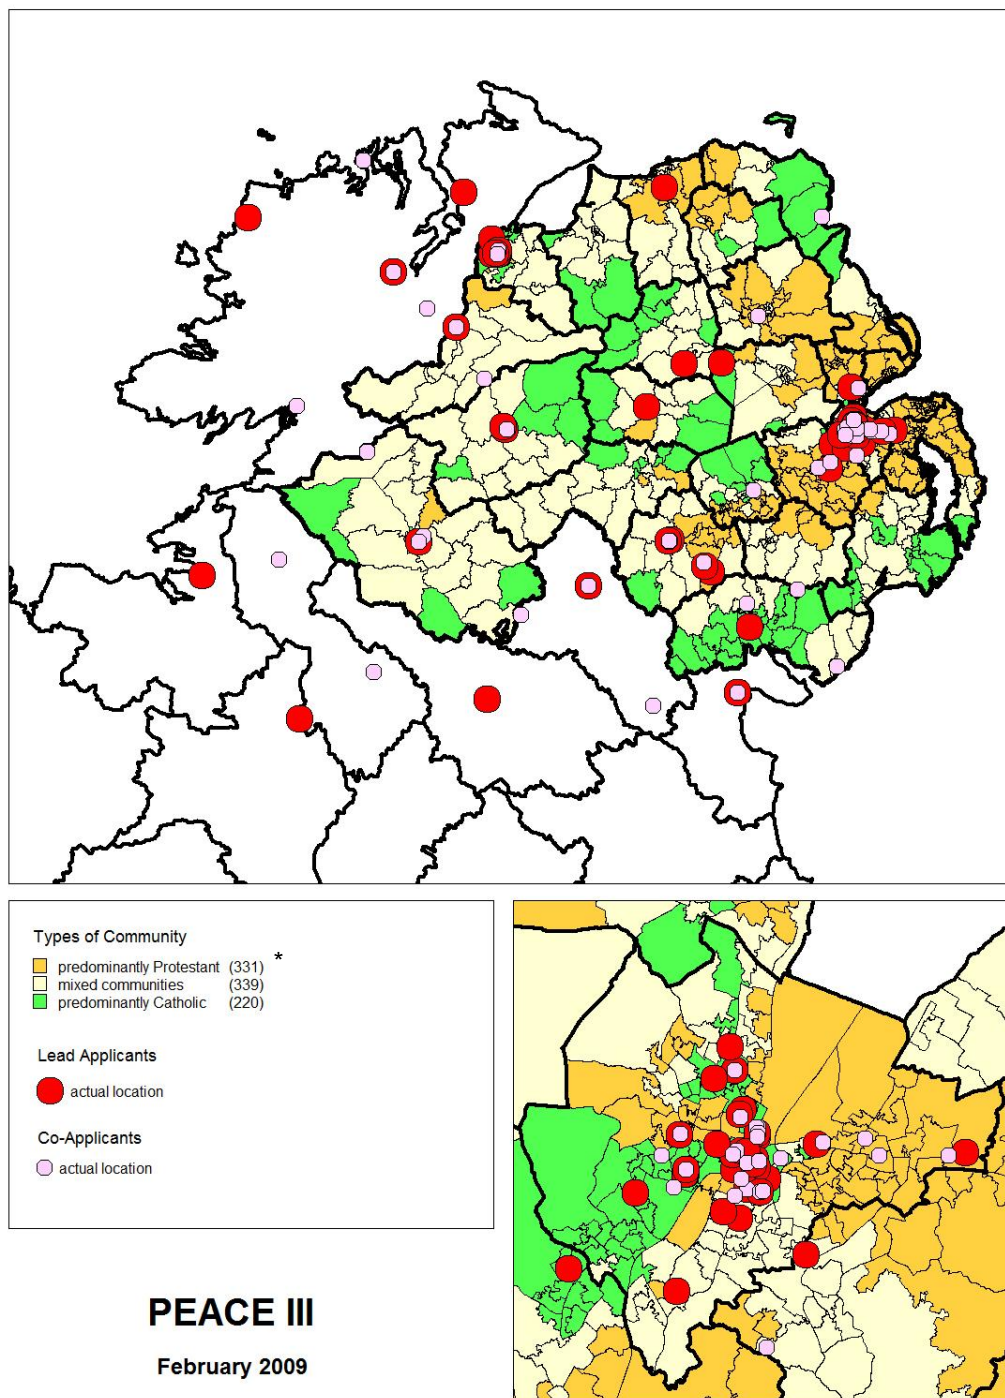 Types of Community
predominantly Protestant (331) *
mixed communities (339)
predominantly Catholic (220)
Lead Applicants
actual location
Co-Applicants
actual location
PEACE III
February 2009